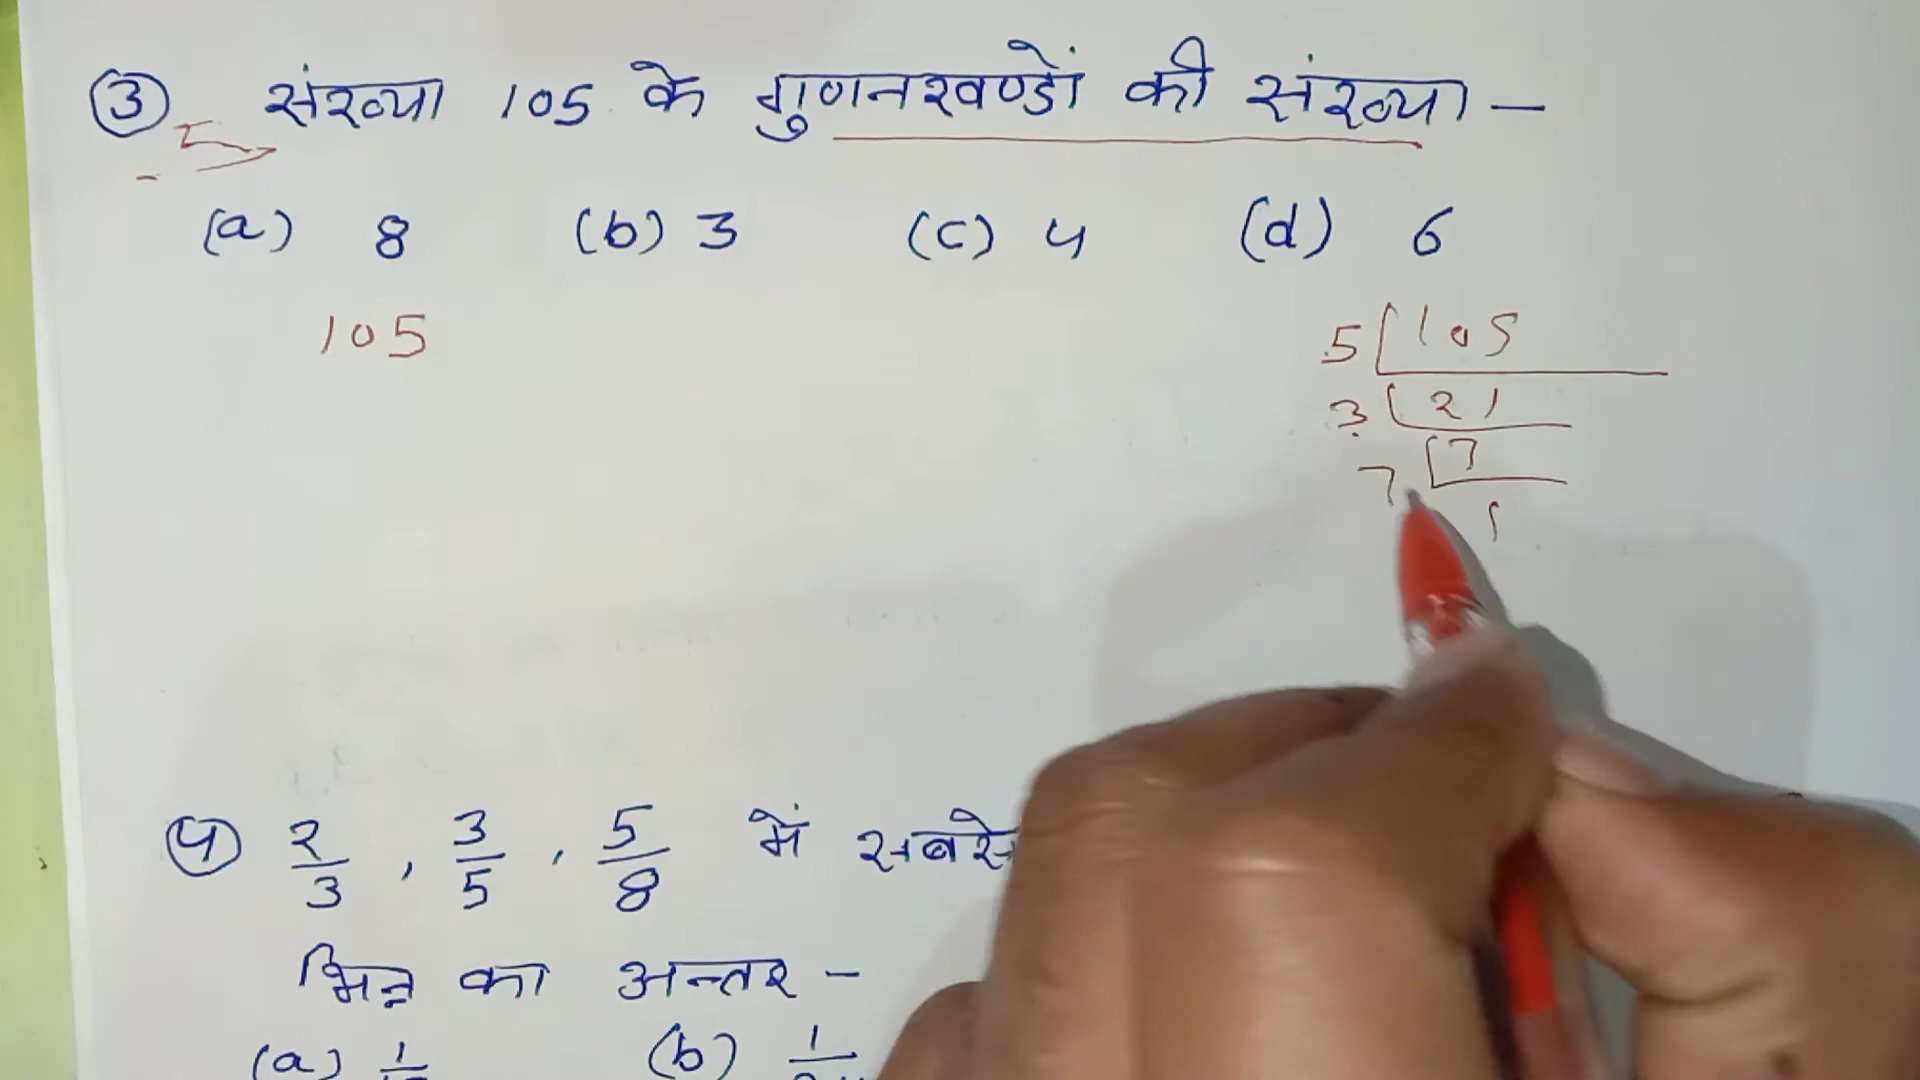 ③ संख्या 105 के गुणनखण्डों की संख्या –
(a) 8 (b) 3 (c) 4 (d) 6
105
5 105
3 21
7 7
1
④ 2/3 , 3/5 , 5/8 में सबसे
भिन्न का अन्तर –
(a) (b)